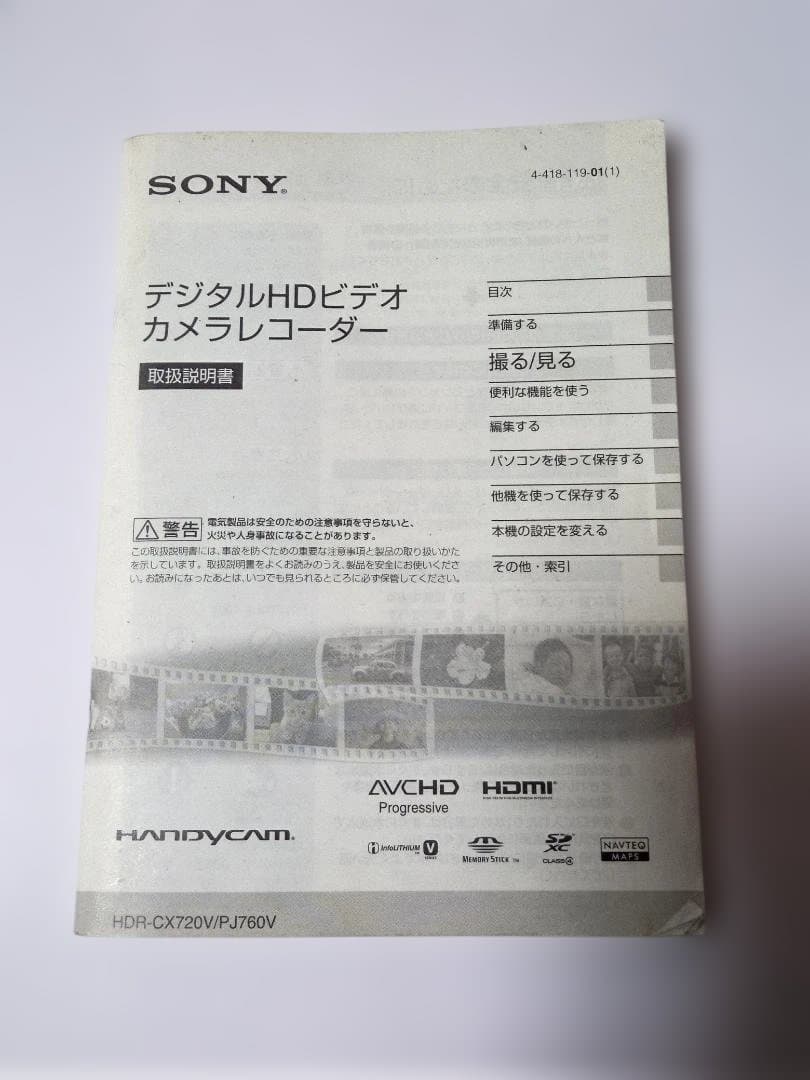 SONY®
4-418-119-01(1)
デジタルHDビデオ
カメラレコーダー
取扱説明書
目次
準備する
撮る/見る
便利な機能を使う
編集する
パソコンを使って保存する
他機を使って保存する
本機の設定を変える
その他・索引
警告
電気製品は安全のための注意事項を守らないと、
火災や人身事故になることがあります。
この取扱説明書には、事故を防ぐための重要な注意事項と製品の取り扱いかた
を示しています。取扱説明書をよくお読みのうえ、製品を安全にお使いくださ
い。お読みになったあとは、いつでも見られるところに必ず保管してください。
AVCHD
Progressive
HDMI
HANDYCAM®
InfoLITHIUM™ V SERIES
MEMORY STICK™
SD XC
CLASS4
NAVTEQ
MAPS
HDR-CX720V/PJ760V